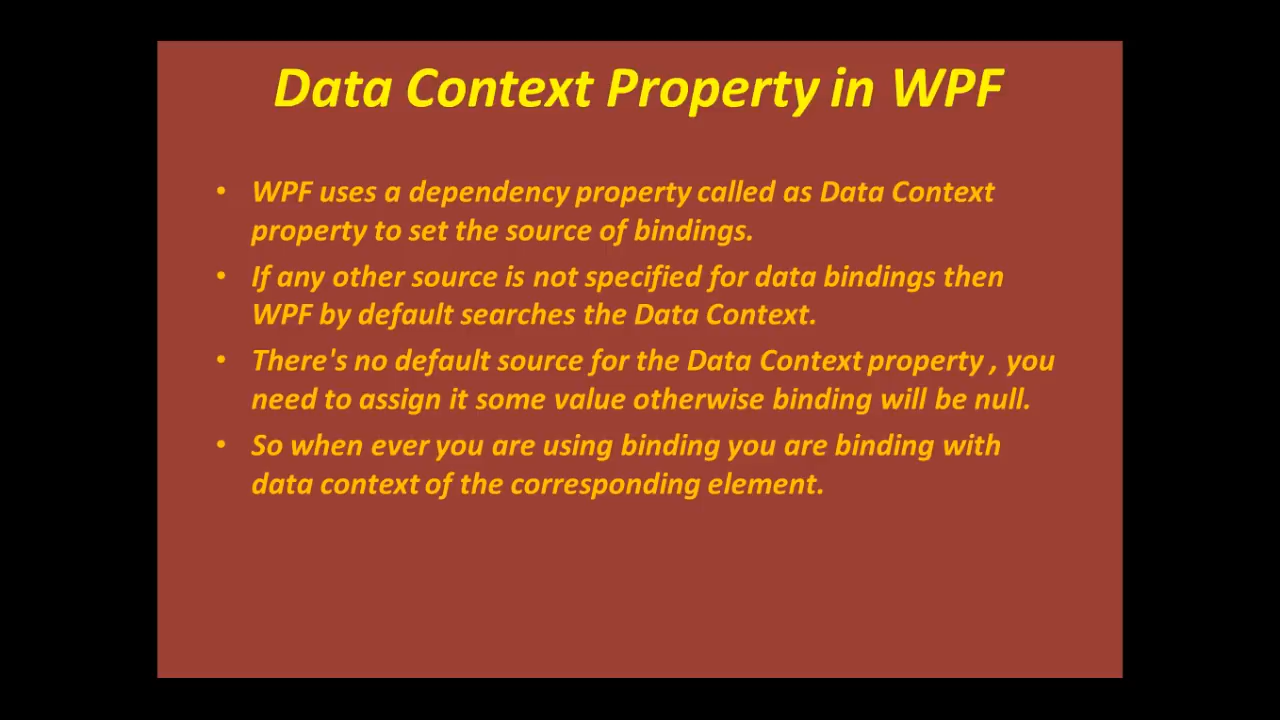 Data Context Property in WPF
• WPF uses a dependency property called as Data Context
property to set the source of bindings.
• If any other source is not specified for data bindings then
WPF by default searches the Data Context.
• There's no default source for the Data Context property , you
need to assign it some value otherwise binding will be null.
• So when ever you are using binding you are binding with
data context of the corresponding element.